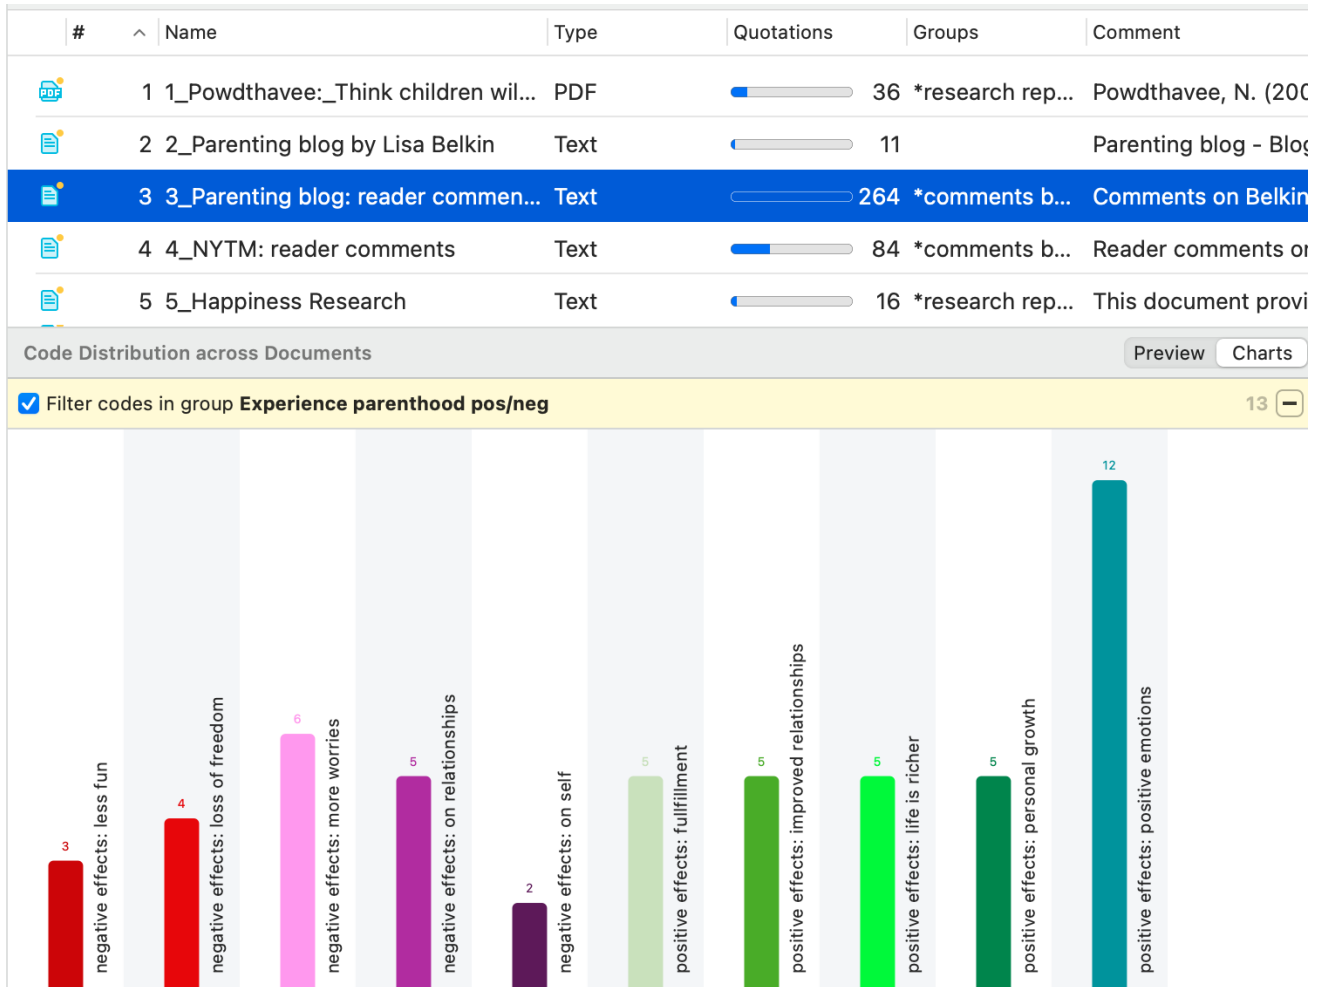 # Name Type Quotations Groups Comment
PDF 1 1_Powdthavee:_Think children wil... PDF 36 *research rep... Powdthavee, N. (200
2 2_Parenting blog by Lisa Belkin Text 11 Parenting blog - Blog
3 3_Parenting blog: reader commen... Text 264 *comments b... Comments on Belkin
4 4_NYTM: reader comments Text 84 *comments b... Reader comments on
5 5_Happiness Research Text 16 *research rep... This document provi
Code Distribution across Documents Preview Charts
Filter codes in group Experience parenthood pos/neg 13
3 negative effects: less fun
4 negative effects: loss of freedom
6 negative effects: more worries
5 negative effects: on relationships
2 negative effects: on self
5 positive effects: fullfillment
5 positive effects: improved relationships
5 positive effects: life is richer
5 positive effects: personal growth
12 positive effects: positive emotions